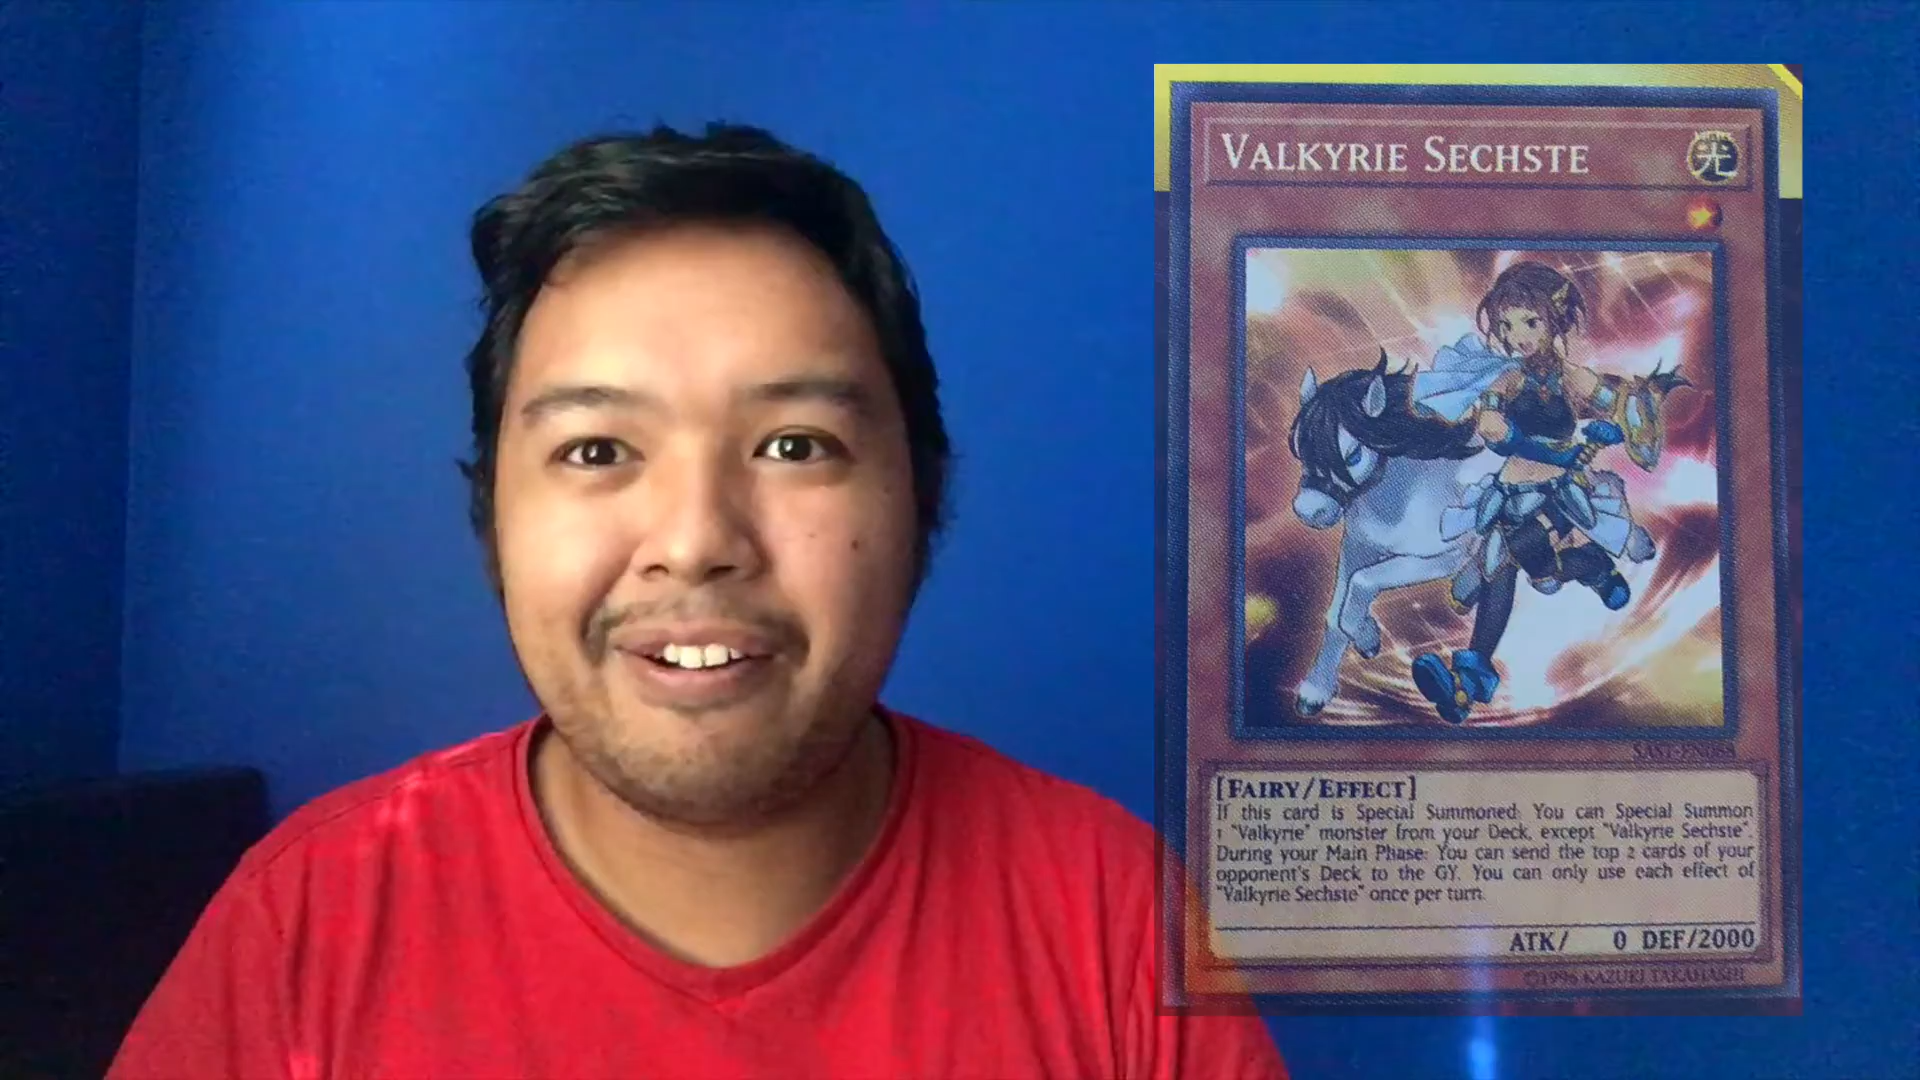 VALKYRIE SECHSTE
光
SAST-EN088
[FAIRY/EFFECT]
If this card is Special Summoned: You can Special Summon
1 "Valkyrie" monster from your Deck, except "Valkyrie Sechste".
During your Main Phase: You can send the top 2 cards of your
opponent's Deck to the GY. You can only use each effect of
"Valkyrie Sechste" once per turn.
ATK/ 0 DEF/2000
©1996 KAZUKI TAKAHASHI